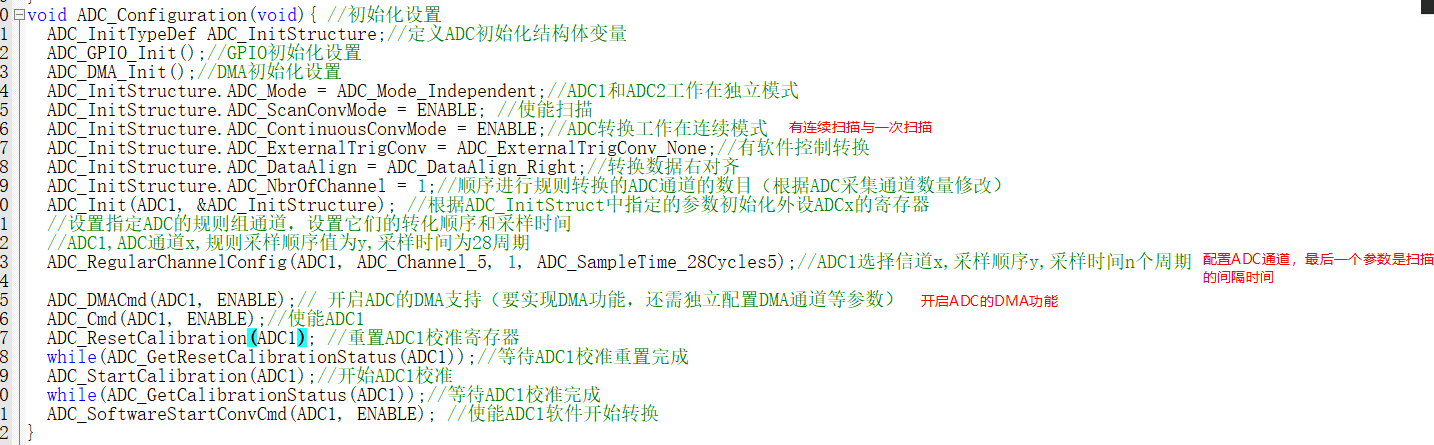 0 void ADC_Configuration(void){ //初始化设置
1 ADC_InitTypeDef ADC_InitStructure;//定义ADC初始化结构体变量
2 ADC_GPIO_Init();//GPIO初始化设置
3 ADC_DMA_Init();//DMA初始化设置
4 ADC_InitStructure.ADC_Mode = ADC_Mode_Independent;//ADC1和ADC2工作在独立模式
5 ADC_InitStructure.ADC_ScanConvMode = ENABLE; //使能扫描
6 ADC_InitStructure.ADC_ContinuousConvMode = ENABLE;//ADC转换工作在连续模式 有连续扫描与一次扫描
7 ADC_InitStructure.ADC_ExternalTrigConv = ADC_ExternalTrigConv_None;//有软件控制转换
8 ADC_InitStructure.ADC_DataAlign = ADC_DataAlign_Right;//转换数据右对齐
9 ADC_InitStructure.ADC_NbrOfChannel = 1;//顺序进行规则转换的ADC通道的数目（根据ADC采集通道数量修改）
0 ADC_Init(ADC1, &ADC_InitStructure); //根据ADC_InitStruct中指定的参数初始化外设ADCx的寄存器
1 //设置指定ADC的规则组通道，设置它们的转化顺序和采样时间
2 //ADC1,ADC通道x,规则采样顺序值为y,采样时间为28周期
3 ADC_RegularChannelConfig(ADC1, ADC_Channel_5, 1, ADC_SampleTime_28Cycles5);//ADC1选择信道x,采样顺序y,采样时间n个周期 配置ADC通道，最后一个参数是扫描
的间隔时间
4
5 ADC_DMACmd(ADC1, ENABLE);// 开启ADC的DMA支持（要实现DMA功能，还需独立配置DMA通道等参数） 开启ADC的DMA功能
6 ADC_Cmd(ADC1, ENABLE);//使能ADC1
7 ADC_ResetCalibration(ADC1); //重置ADC1校准寄存器
8 while(ADC_GetResetCalibrationStatus(ADC1));//等待ADC1校准重置完成
9 ADC_StartCalibration(ADC1);//开始ADC1校准
0 while(ADC_GetCalibrationStatus(ADC1));//等待ADC1校准完成
1 ADC_SoftwareStartConvCmd(ADC1, ENABLE); //使能ADC1软件开始转换
2 }